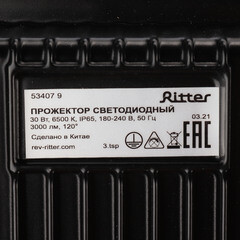 53407 9
Ritter
ПРОЖЕКТОР СВЕТОДИОДНЫЙ
30 Вт, 6500 К, IP65, 180-240 В, 50 Гц
3000 лм, 120°
Сделано в Китае
rev-ritter.com
3.tsp
03.21
EAC